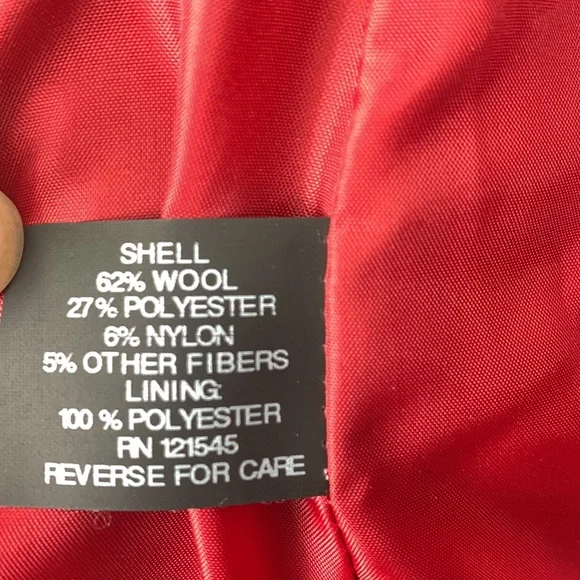 SHELL
62% WOOL
27% POLYESTER
6% NYLON
5% OTHER FIBERS
LINING:
100 % POLYESTER
RN 121545
REVERSE FOR CARE